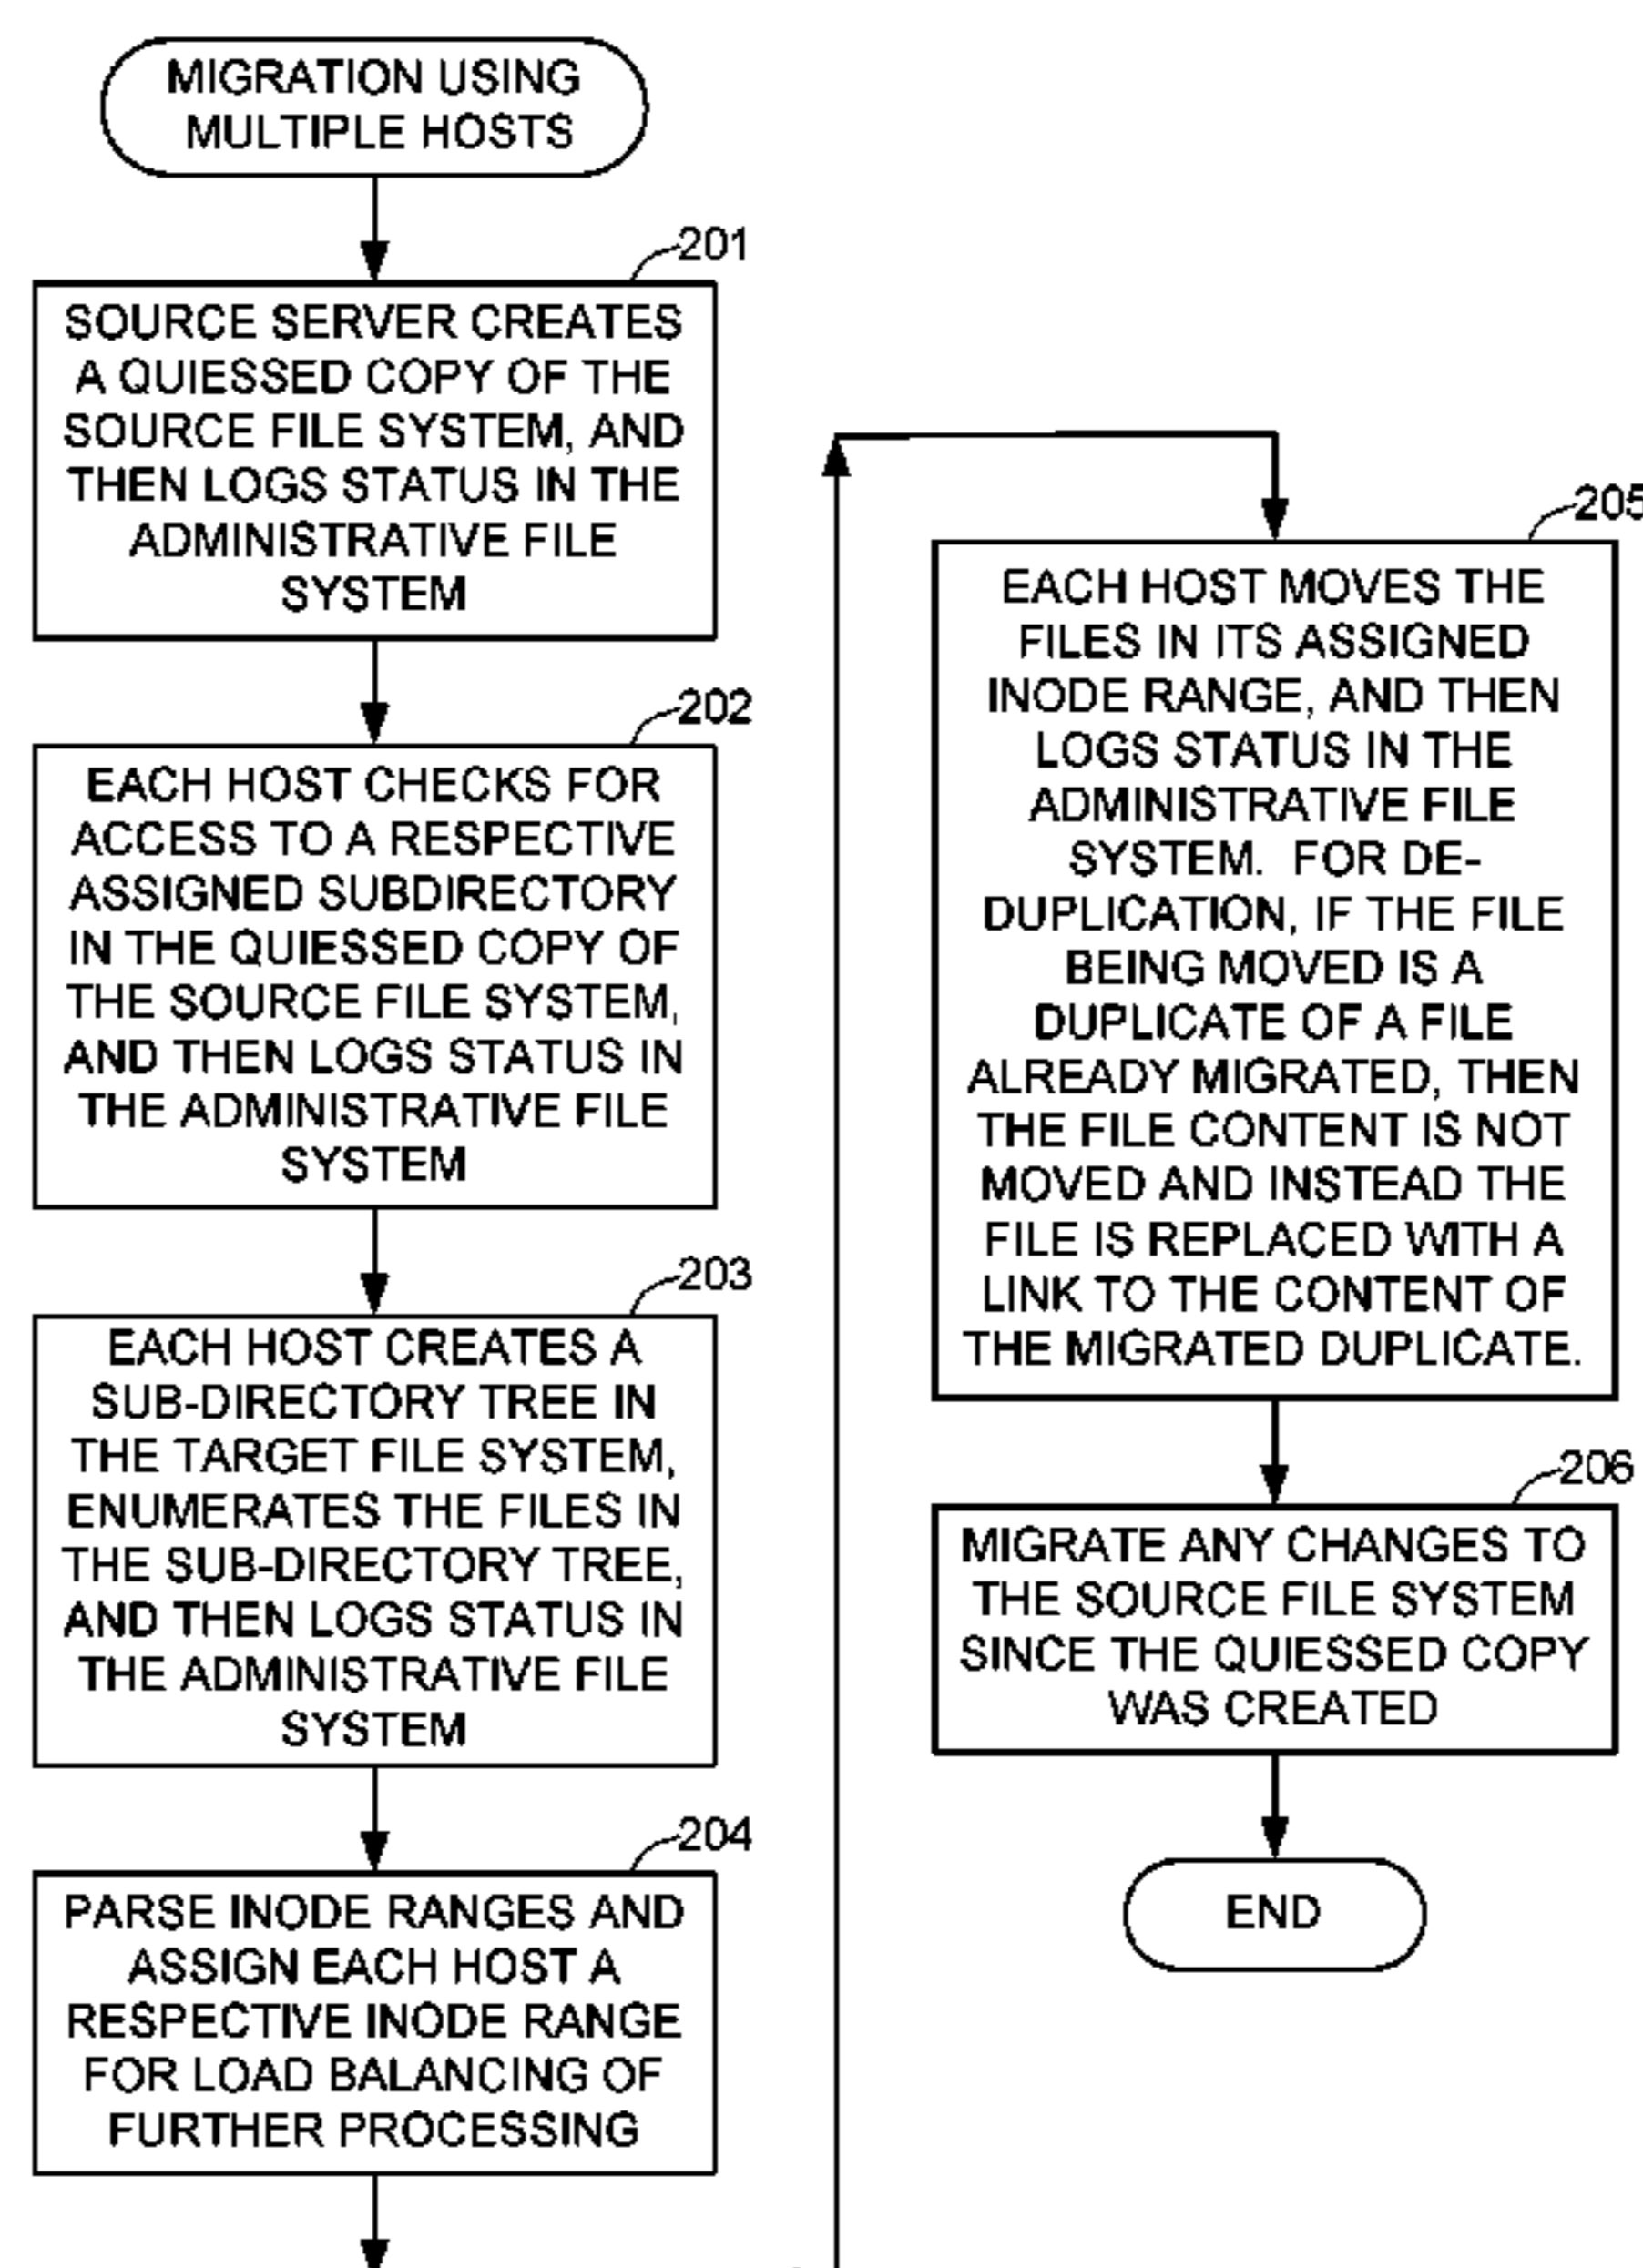 MIGRATION USING
MULTIPLE HOSTS
201
SOURCE SERVER CREATES
A QUIESSED COPY OF THE
SOURCE FILE SYSTEM, AND
THEN LOGS STATUS IN THE
ADMINISTRATIVE FILE
SYSTEM
202
EACH HOST CHECKS FOR
ACCESS TO A RESPECTIVE
ASSIGNED SUBDIRECTORY
IN THE QUIESSED COPY OF
THE SOURCE FILE SYSTEM,
AND THEN LOGS STATUS IN
THE ADMINISTRATIVE FILE
SYSTEM
203
EACH HOST CREATES A
SUB-DIRECTORY TREE IN
THE TARGET FILE SYSTEM,
ENUMERATES THE FILES IN
THE SUB-DIRECTORY TREE,
AND THEN LOGS STATUS IN
THE ADMINISTRATIVE FILE
SYSTEM
204
PARSE INODE RANGES AND
ASSIGN EACH HOST A
RESPECTIVE INODE RANGE
FOR LOAD BALANCING OF
FURTHER PROCESSING
205
EACH HOST MOVES THE
FILES IN ITS ASSIGNED
INODE RANGE, AND THEN
LOGS STATUS IN THE
ADMINISTRATIVE FILE
SYSTEM. FOR DE-
DUPLICATION, IF THE FILE
BEING MOVED IS A
DUPLICATE OF A FILE
ALREADY MIGRATED, THEN
THE FILE CONTENT IS NOT
MOVED AND INSTEAD THE
FILE IS REPLACED WITH A
LINK TO THE CONTENT OF
THE MIGRATED DUPLICATE.
206
MIGRATE ANY CHANGES TO
THE SOURCE FILE SYSTEM
SINCE THE QUIESSED COPY
WAS CREATED
END